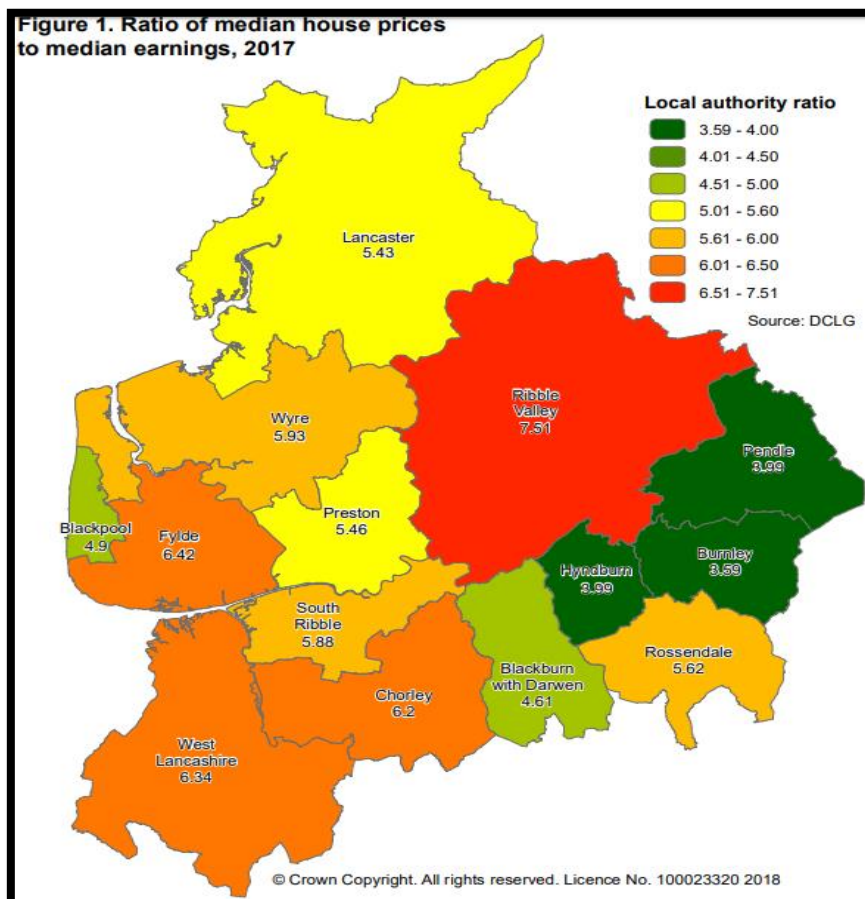 Figure 1. Ratio of median house prices
to median earnings, 2017
Local authority ratio
3.59 - 4.00
4.01 - 4.50
4.51 - 5.00
5.01 - 5.60
5.61 - 6.00
6.01 - 6.50
6.51 - 7.51
Source: DCLG
Lancaster
5.43
Wyre
5.93
Ribble
Valley
7.51
Pendle
3.99
Blackpool
4.9
Fylde
6.42
Preston
5.46
Hyndburn
3.99
Burnley
3.59
South
Ribble
5.88
Rossendale
5.62
Chorley
6.2
Blackburn
with Darwen
4.61
West
Lancashire
6.34
© Crown Copyright. All rights reserved. Licence No. 100023320 2018